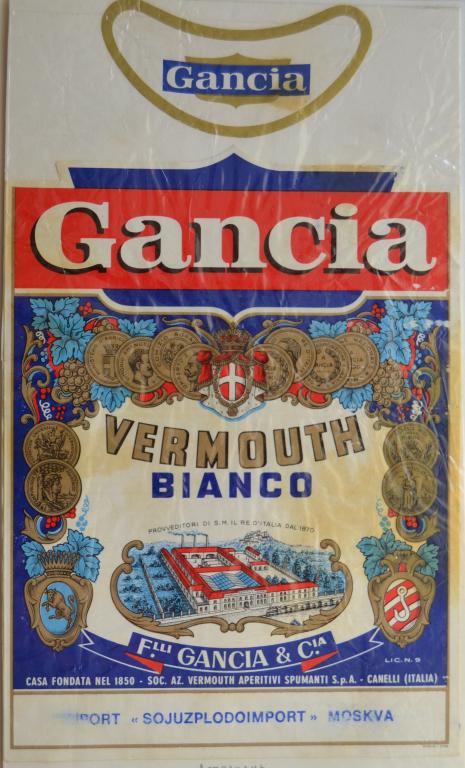 Gancia
Gancia
VERMOUTH
BIANCO
PROVVEDITORI DI S.M. IL RE D'ITALIA DAL 1870
F.LLI GANCIA & CIA
LIC. N. 9
CASA FONDATA NEL 1850 - SOC. AZ. VERMOUTH APERITIVI SPUMANTI S.p.A. - CANELLI (ITALIA)
« SOJUZPLODOIMPORT » MOSKVA